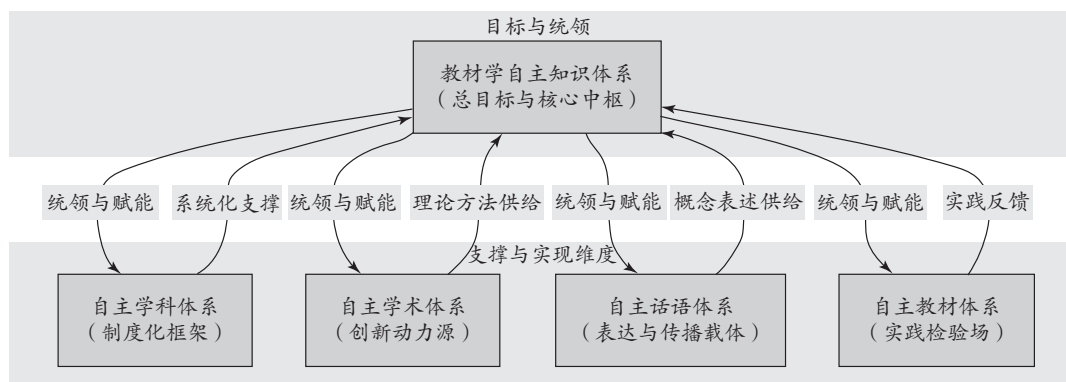 目标与统领
教材学自主知识体系
（总目标与核心中枢）
统领与赋能
系统化支撑
统领与赋能
理论方法供给
统领与赋能
概念表述供给
统领与赋能
实践反馈
支撑与实现维度
自主学科体系
（制度化框架）
自主学术体系
（创新动力源）
自主话语体系
（表达与传播载体）
自主教材体系
（实践检验场）